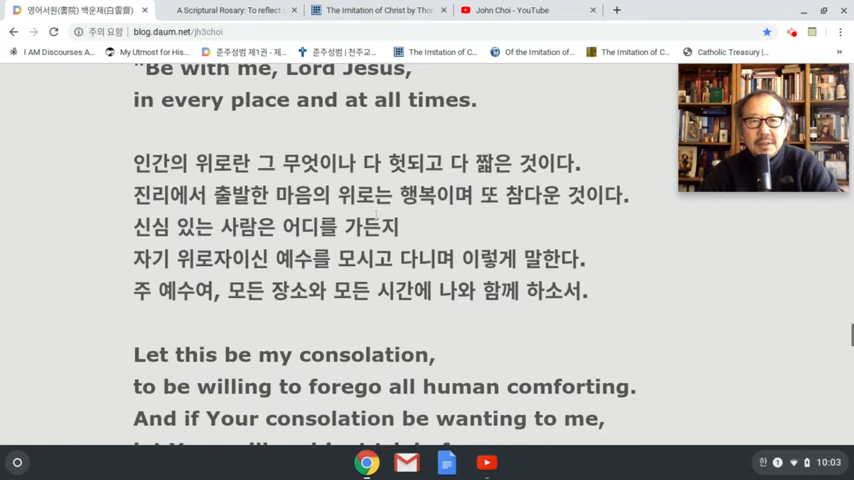 영어서원(書院) 백운재(白雲齋)
A Scriptural Rosary: To reflect
The Imitation of Christ by Thom
John Choi - YouTube
주의 요함
blog.daum.net/jh3choi
I AM Discourses A...
My Utmost for His...
준주성범 제1권 - 제...
준주성범 | 천주교...
The Imitation of C...
Of the Imitation of...
The Imitation of C...
Catholic Treasury |...
"Be with me, Lord Jesus,
in every place and at all times.
인간의 위로란 그 무엇이나 다 헛되고 다 짧은 것이다.
진리에서 출발한 마음의 위로는 행복이며 또 참다운 것이다.
신심 있는 사람은 어디를 가든지
자기 위로자이신 예수를 모시고 다니며 이렇게 말한다.
주 예수여, 모든 장소와 모든 시간에 나와 함께 하소서.
Let this be my consolation,
to be willing to forego all human comforting.
And if Your consolation be wanting to me,
한
1
10:03